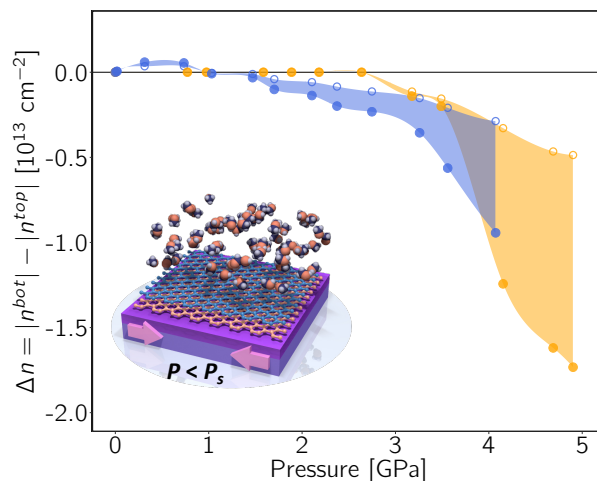 Δn = |n^bot| − |n^top| [10^13 cm^−2]
0.0
-0.5
-1.0
-1.5
-2.0
P < P_s
0 1 2 3 4 5
Pressure [GPa]